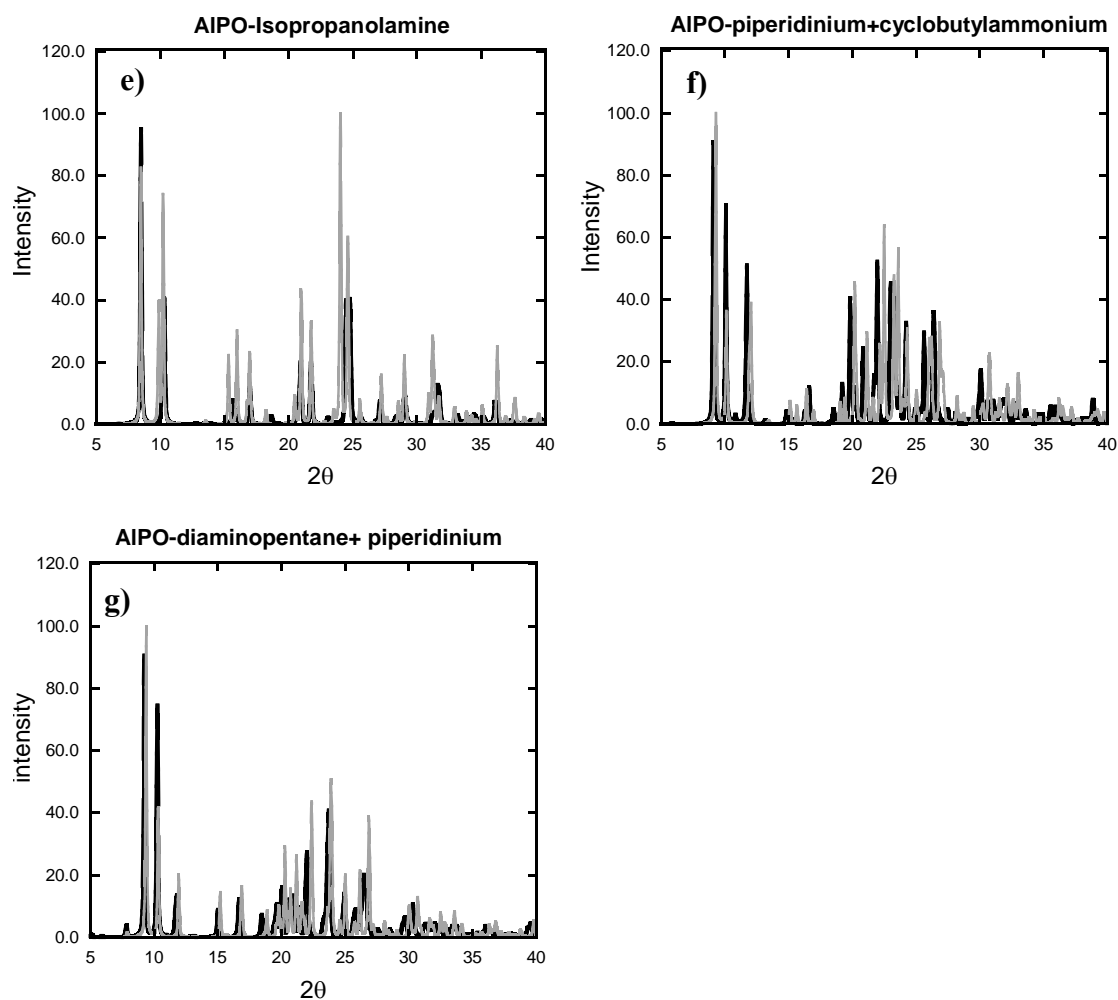 AlPO-Isopropanolamine
e)
120.0
100.0
80.0
60.0
40.0
20.0
0.0
Intensity
5 10 15 20 25 30 35 40
2θ
AlPO-piperidinium+cyclobutylammonium
f)
120.0
100.0
80.0
60.0
40.0
20.0
0.0
Intensity
5 10 15 20 25 30 35 40
2θ
AlPO-diaminopentane+ piperidinium
g)
120.0
100.0
80.0
60.0
40.0
20.0
0.0
intensity
5 10 15 20 25 30 35 40
2θ